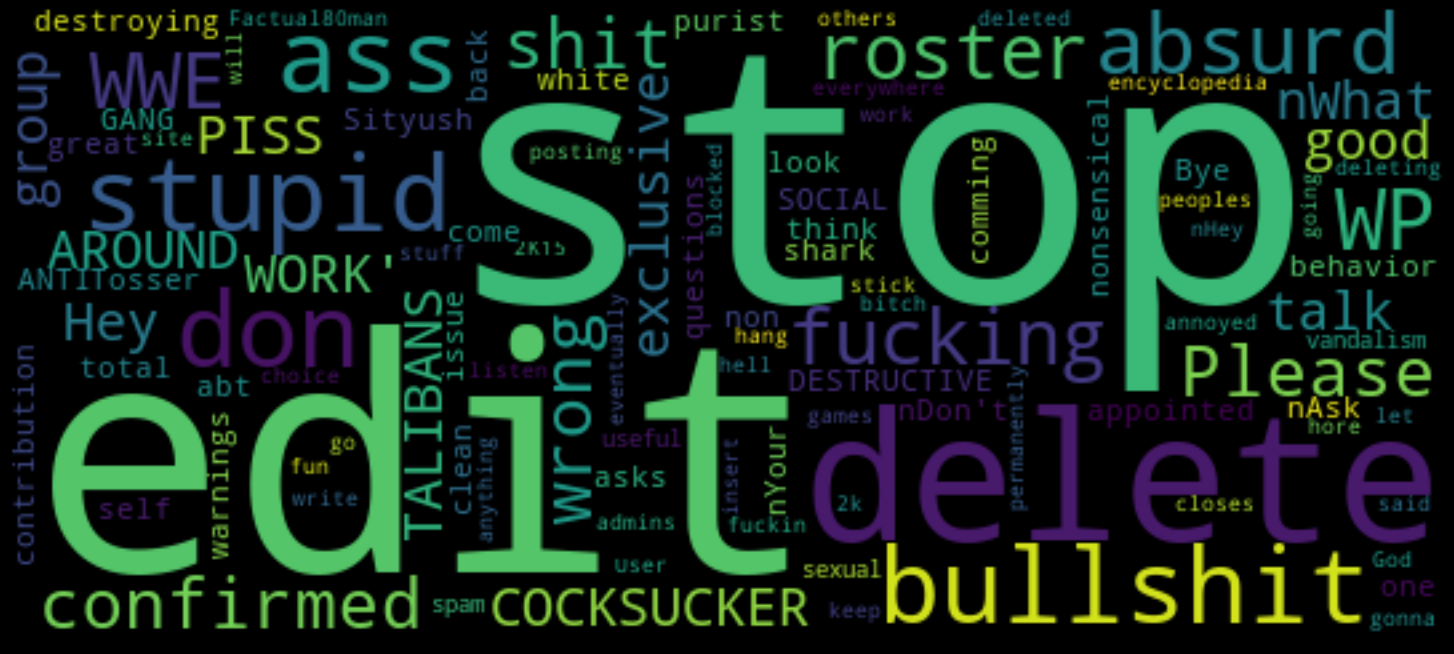 destroying
Factual80man
purist
others
deleted
WWE
will
ass
back
shit
white
roster
absurd
group
GANG
great
site
PISS
Sityush
exclusive
everywhere
work
encyclopedia
nWhat
good
stupid
posting
stop
look
SOCIAL
think
shark
comming
nonsensical
Bye
peoples
nHey
going
deleting
WP
behavior
AROUND
ANTITosser
WORK'
stuff
come
2K15
questions
blocked
stick
bitch
talk
Hey
don
total
abt
choice
TALIBANS
issue
listen
wrong
eventually
non
hang
hell
fucking
DESTRUCTIVE
annoyed
vandalism
Please
contribution
edit
self
warnings
go
fun
write
clean
anything
useful
asks
admins
user
insert
nYour
fuckin
games
nDon't
permanently
appointed
nAsk
hore
let
2k
delete
closes
said
confirmed
spam
COCKSUCKER
sexual
keep
bullshit
God
one
gonna